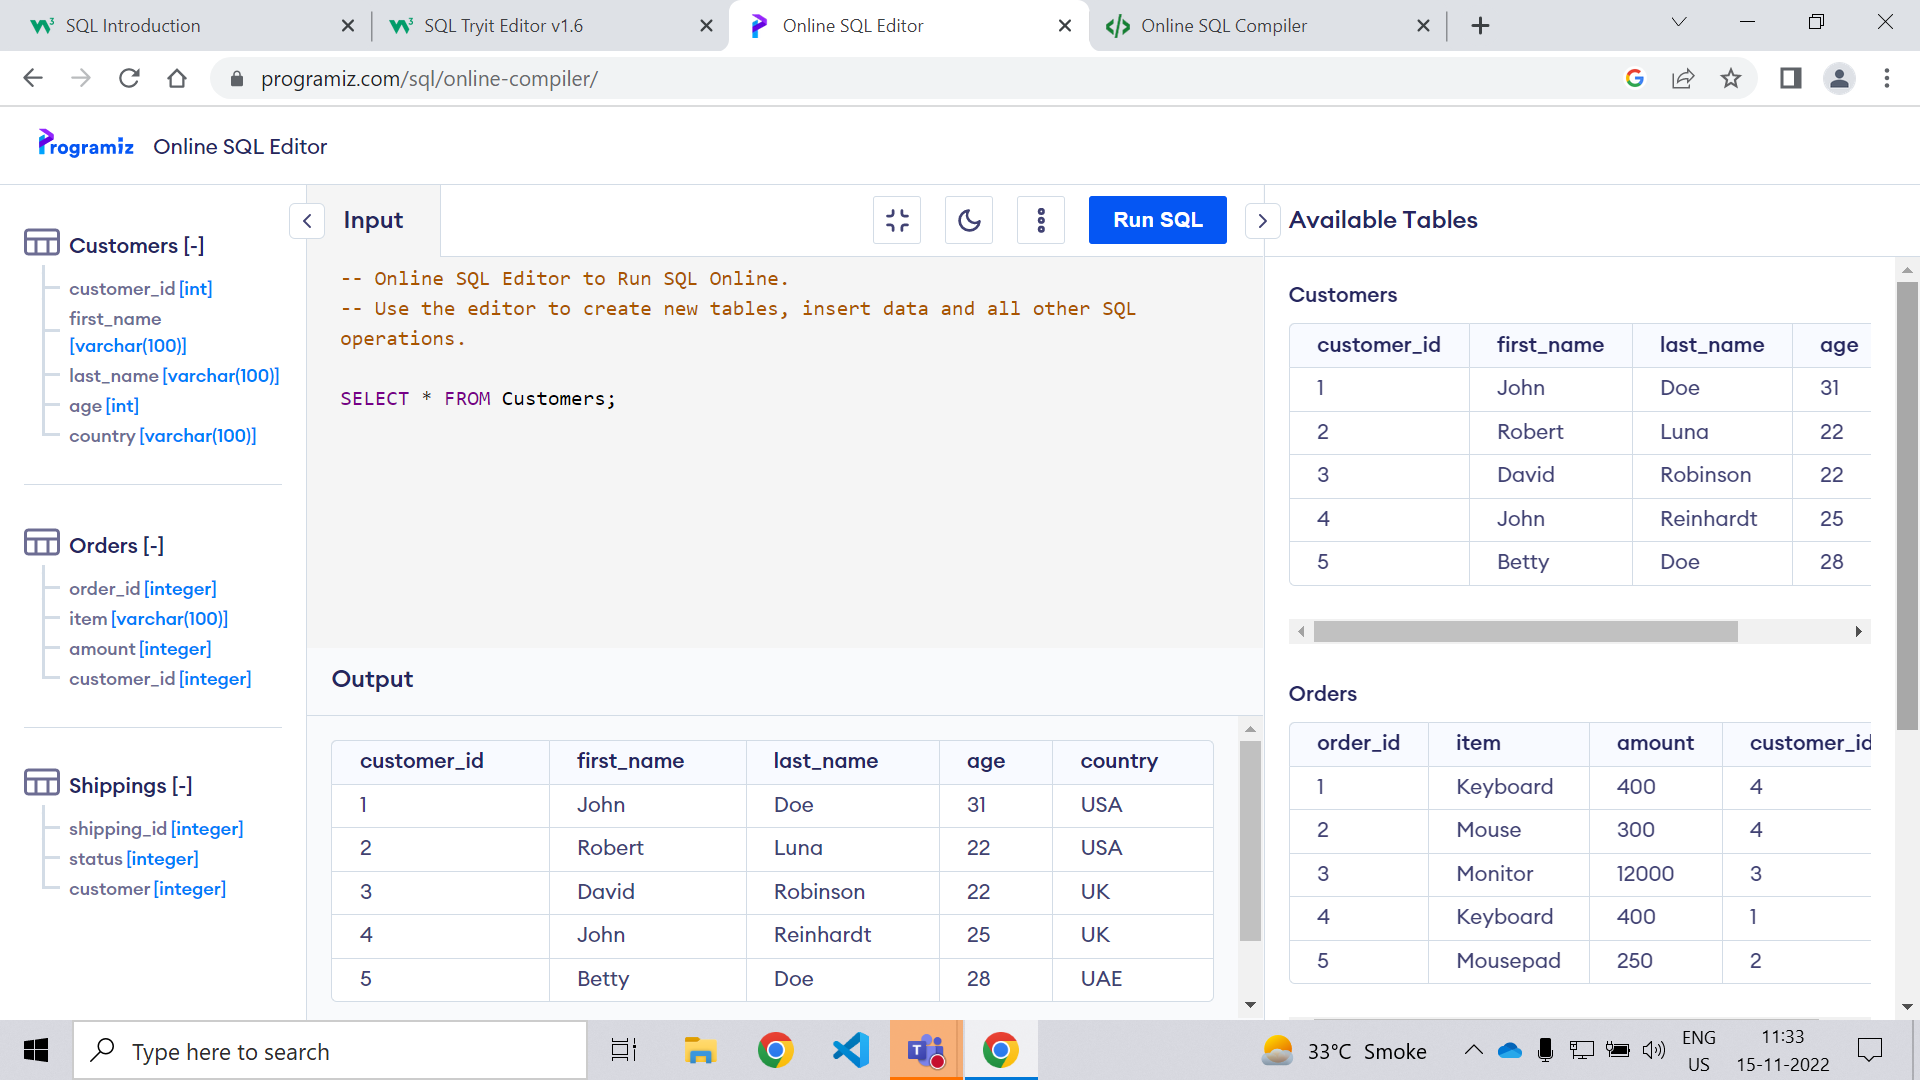 SQL Introduction
SQL Tryit Editor v1.6
Online SQL Editor
Online SQL Compiler
programiz.com/sql/online-compiler/
Programiz Online SQL Editor
Customers [-]
customer_id [int]
first_name
[varchar(100)]
last_name [varchar(100)]
age [int]
country [varchar(100)]
Orders [-]
order_id [integer]
item [varchar(100)]
amount [integer]
customer_id [integer]
Shippings [-]
shipping_id [integer]
status [integer]
customer [integer]
Input
Run SQL
-- Online SQL Editor to Run SQL Online.
-- Use the editor to create new tables, insert data and all other SQL
operations.
SELECT * FROM Customers;
Output
customer_id first_name last_name age country
1 John Doe 31 USA
2 Robert Luna 22 USA
3 David Robinson 22 UK
4 John Reinhardt 25 UK
5 Betty Doe 28 UAE
Available Tables
Customers
customer_id first_name last_name age
1 John Doe 31
2 Robert Luna 22
3 David Robinson 22
4 John Reinhardt 25
5 Betty Doe 28
Orders
order_id item amount customer_id
1 Keyboard 400 4
2 Mouse 300 4
3 Monitor 12000 3
4 Keyboard 400 1
5 Mousepad 250 2
Type here to search
33°C Smoke
ENG
US
11:33
15-11-2022